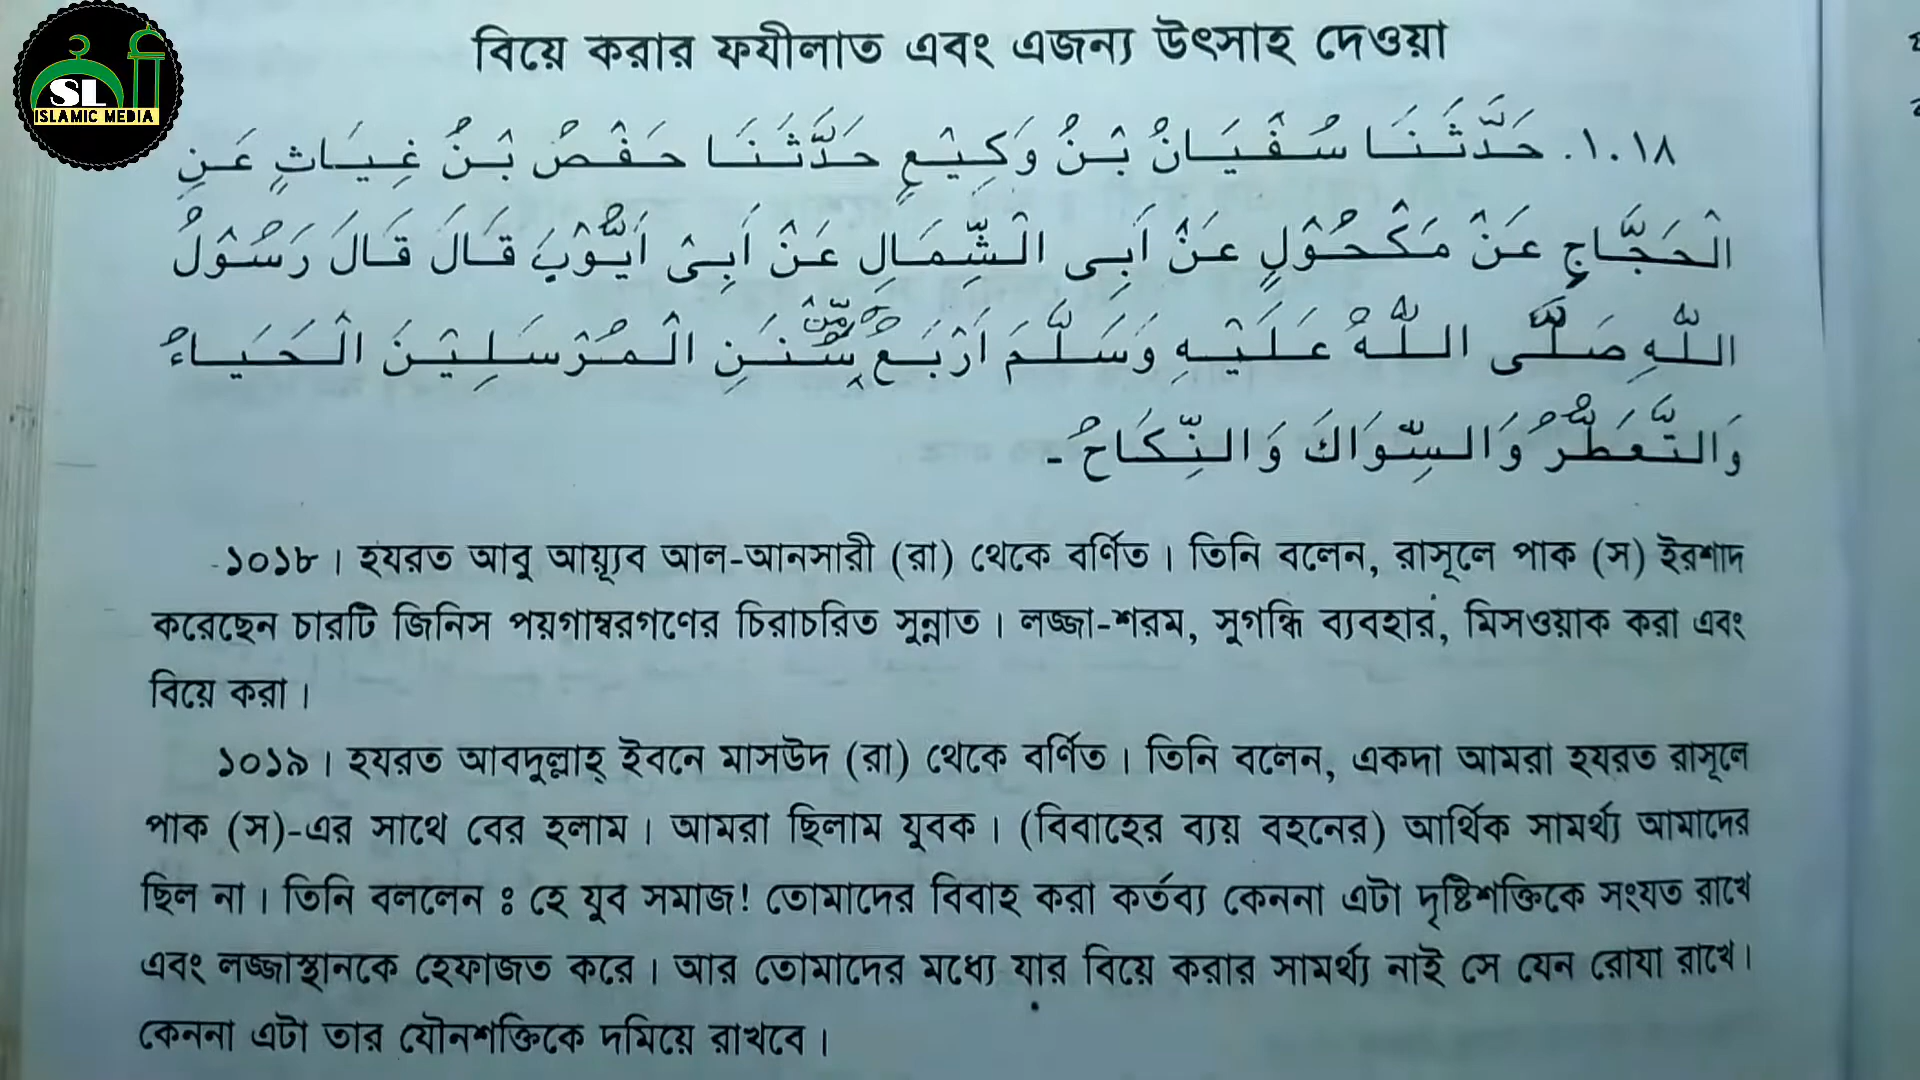 SL
ISLAMIC MEDIA
বিয়ে করার ফযীলাত এবং এজন্য উৎসাহ দেওয়া
١٠١٨. حَدَّثَنَا سُفْيَانُ بْنُ وَكِيْعٍ حَدَّثَنَا حَفْصُ بْنُ غِيَاثٍ عَنِ
الْحَجَّاجِ عَنْ مَكْحُوْلٍ عَنْ اَبِى الشِّمَالِ عَنْ اَبِىْ اَيُّوْبَ قَالَ قَالَ رَسُوْلُ
اللّٰهِ صَلَّى اللّٰهُ عَلَيْهِ وَسَلَّمَ اَرْبَعٌ مِّنْ سُنَنِ الْمُرْسَلِيْنَ الْحَيَاءُ
وَالتَّعَطُّرُ وَالسِّوَاكَ وَالنِّكَاحُ -
১০১৮। হযরত আবু আয়্যূব আল-আনসারী (রা) থেকে বর্ণিত। তিনি বলেন, রাসূলে পাক (স) ইরশাদ
করেছেন চারটি জিনিস পয়গাম্বরগণের চিরাচরিত সুন্নাত। লজ্জা-শরম, সুগন্ধি ব্যবহার, মিসওয়াক করা এবং
বিয়ে করা।
১০১৯। হযরত আবদুল্লাহ্ ইবনে মাসউদ (রা) থেকে বর্ণিত। তিনি বলেন, একদা আমরা হযরত রাসূলে
পাক (স)-এর সাথে বের হলাম। আমরা ছিলাম যুবক। (বিবাহের ব্যয় বহনের) আর্থিক সামর্থ্য আমাদের
ছিল না। তিনি বললেন ঃ হে যুব সমাজ! তোমাদের বিবাহ করা কর্তব্য কেননা এটা দৃষ্টিশক্তিকে সংযত রাখে
এবং লজ্জাস্থানকে হেফাজত করে। আর তোমাদের মধ্যে যার বিয়ে করার সামর্থ্য নাই সে যেন রোযা রাখে।
কেননা এটা তার যৌনশক্তিকে দমিয়ে রাখবে।